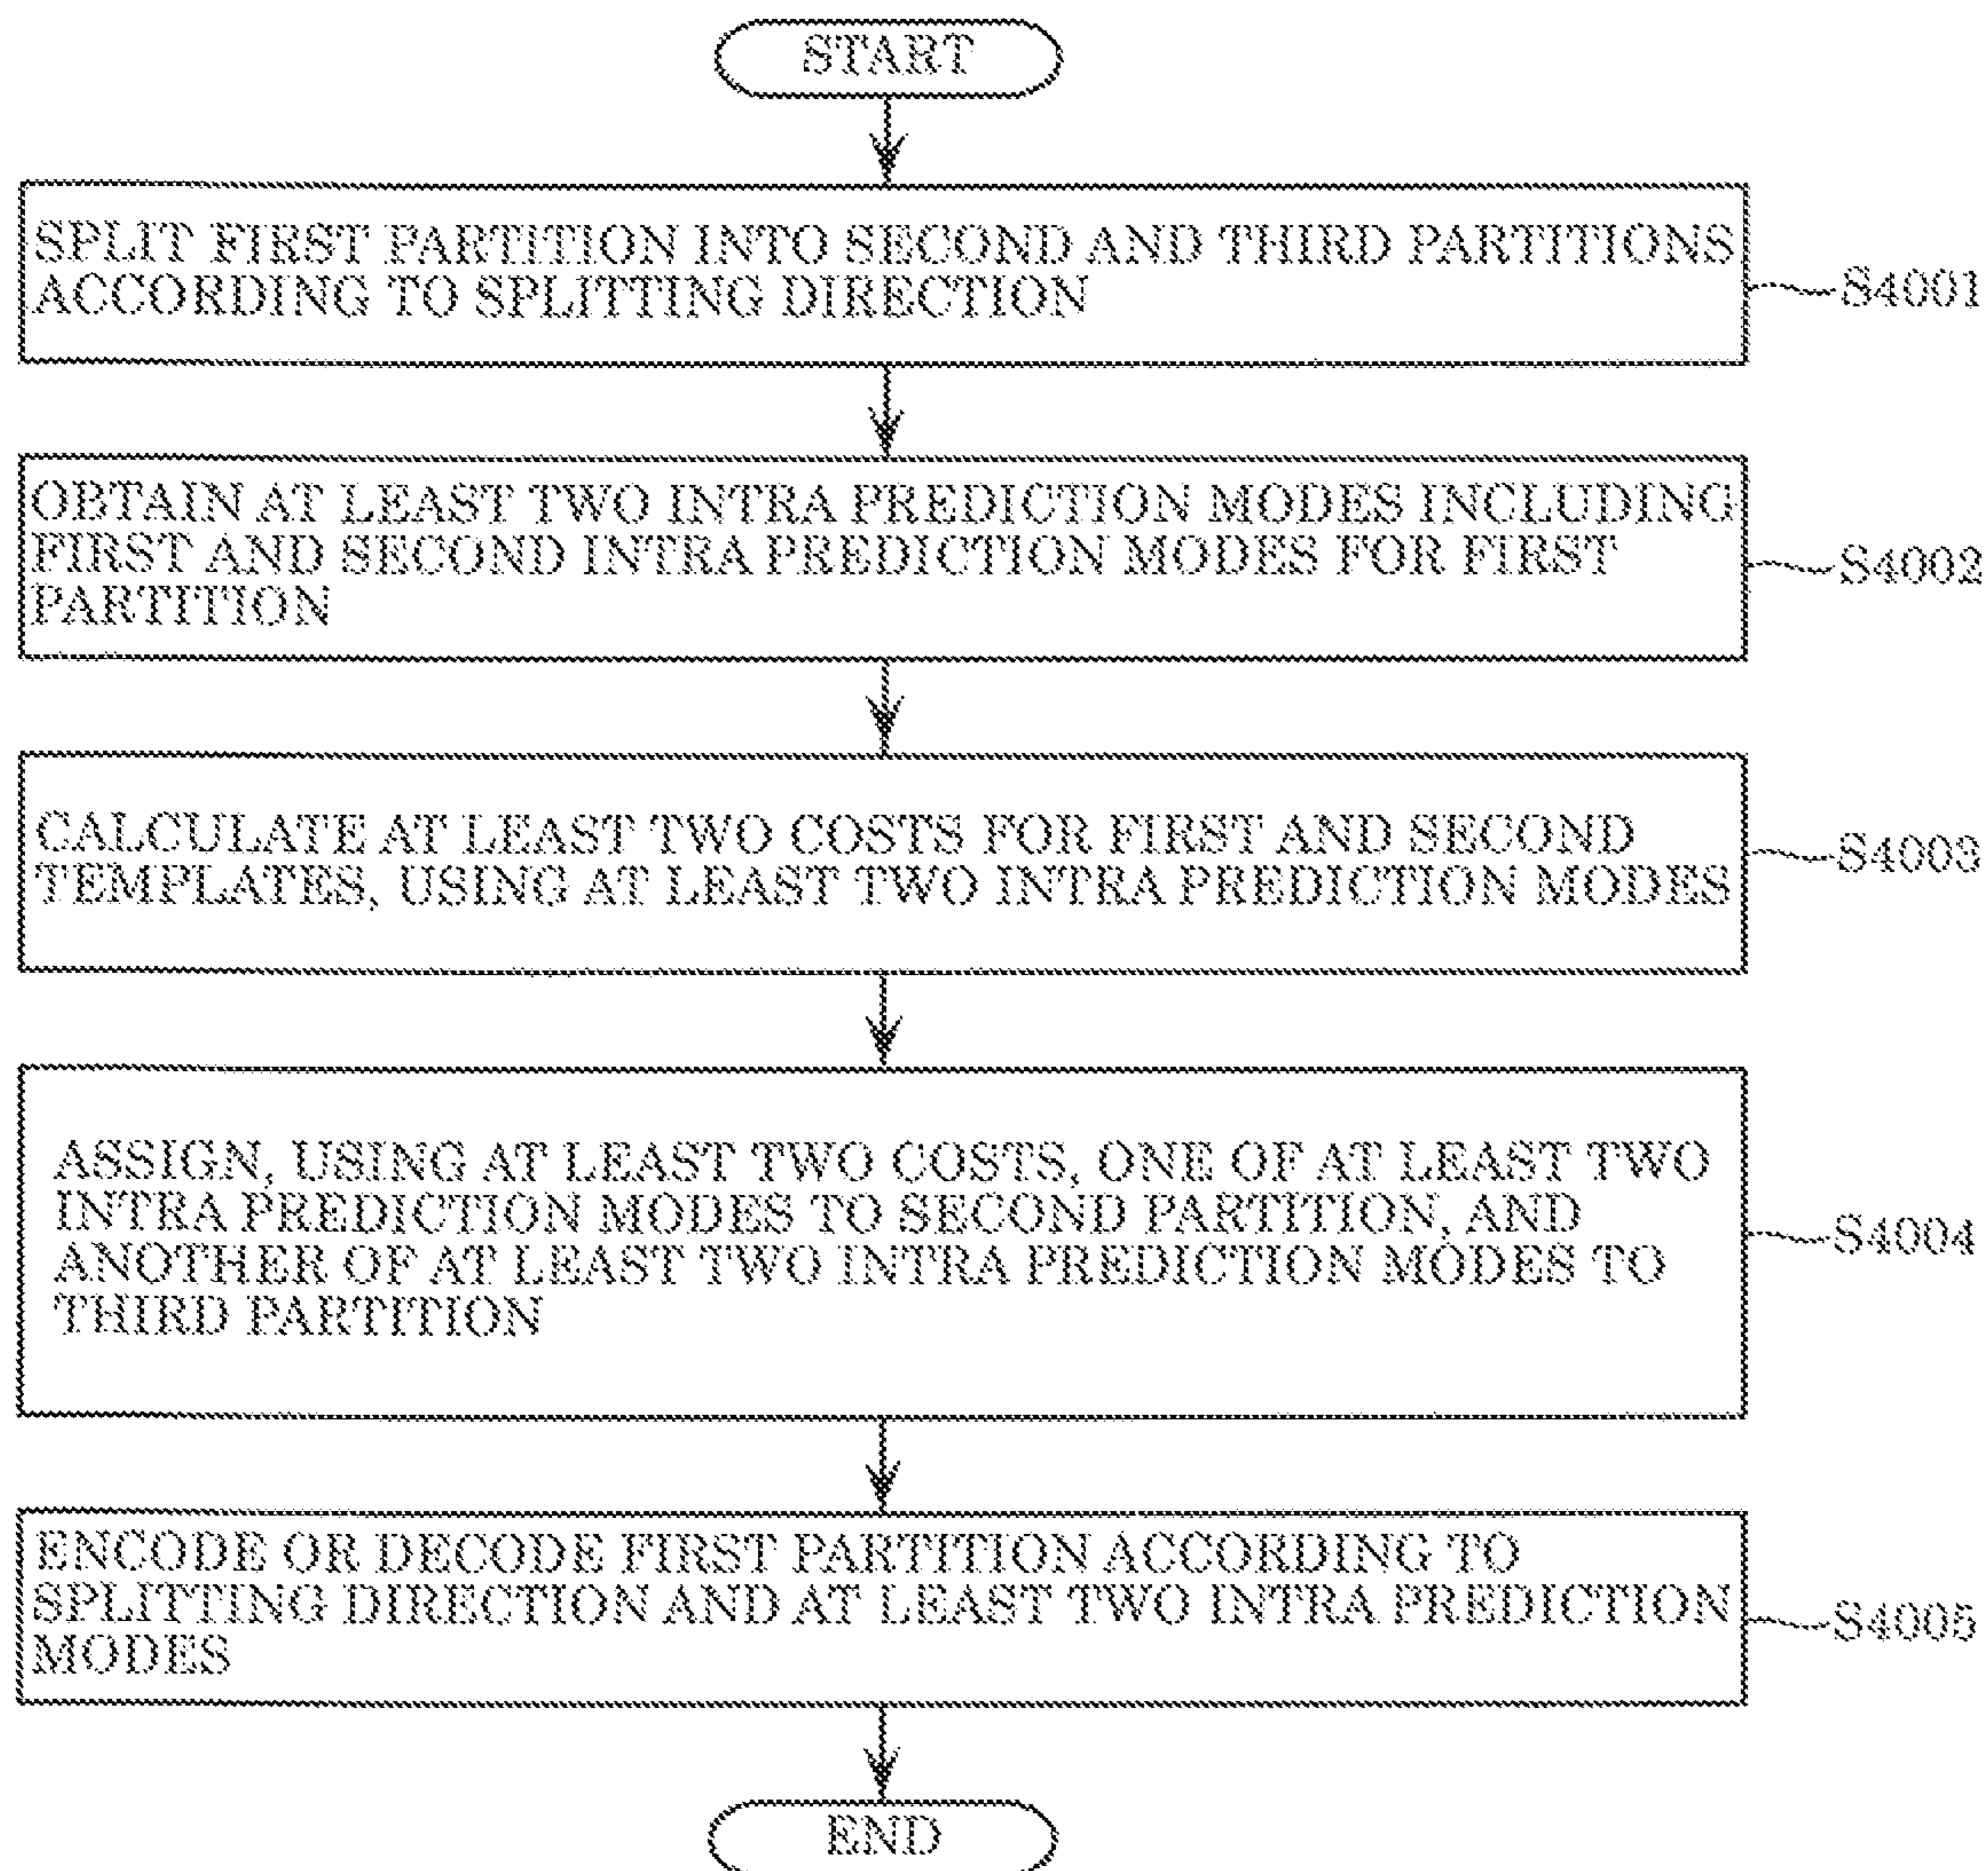 START
SPLIT FIRST PARTITION INTO SECOND AND THIRD PARTITIONS
ACCORDING TO SPLITTING DIRECTION
S4001
OBTAIN AT LEAST TWO INTRA PREDICTION MODES INCLUDING
FIRST AND SECOND INTRA PREDICTION MODES FOR FIRST
PARTITION
S4002
CALCULATE AT LEAST TWO COSTS FOR FIRST AND SECOND
TEMPLATES, USING AT LEAST TWO INTRA PREDICTION MODES
S4003
ASSIGN, USING AT LEAST TWO COSTS, ONE OF AT LEAST TWO
INTRA PREDICTION MODES TO SECOND PARTITION, AND
ANOTHER OF AT LEAST TWO INTRA PREDICTION MODES TO
THIRD PARTITION
S4004
ENCODE OR DECODE FIRST PARTITION ACCORDING TO
SPLITTING DIRECTION AND AT LEAST TWO INTRA PREDICTION
MODES
S4005
END